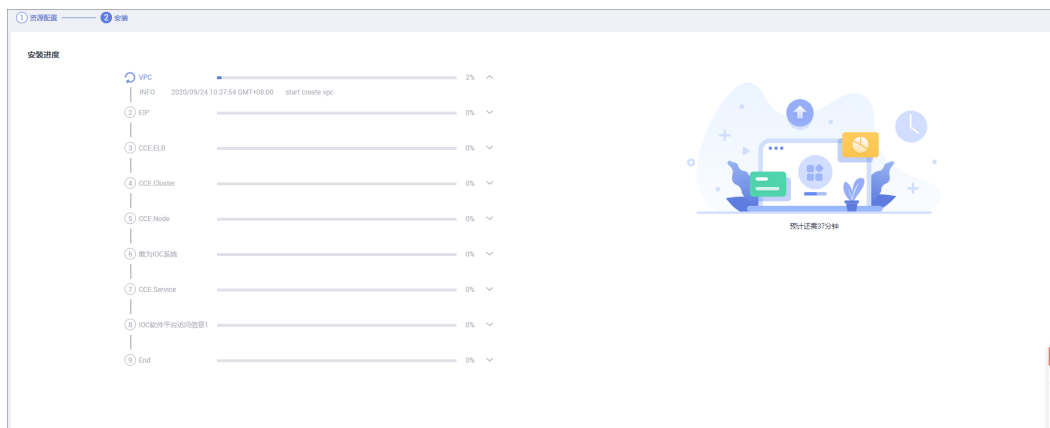 1 资源配置 2 安装
安装进度
VPC 2%
INFO 2020/09/24 10:37:54 GMT+08:00 start create vpc
2 EIP 0%
3 CCE.ELB 0%
4 CCE.Cluster 0%
5 CCE.Node 0%
6 敢为IOC系统 0%
7 CCE.Service 0%
8 IOC软件平台访问信息1 0%
9 End 0%
预计还需37分钟